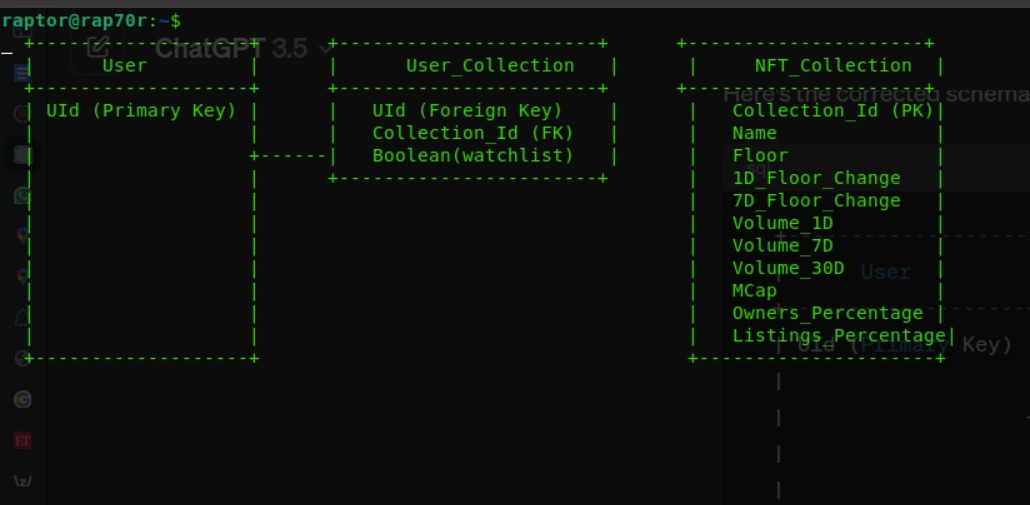 raptor@rap70r:~$
ChatGPT 3.5
User User_Collection NFT_Collection
Here's the corrected schema
UId (Primary Key) UId (Foreign Key) Collection_Id (PK)
Collection_Id (FK) Name
Boolean(watchlist) Floor
sql
1D_Floor_Change
7D_Floor_Change
Volume_1D
Volume_7D
Volume_30D
User
MCap
Owners_Percentage
Listings_Percentage
UId (Primary Key)
ET